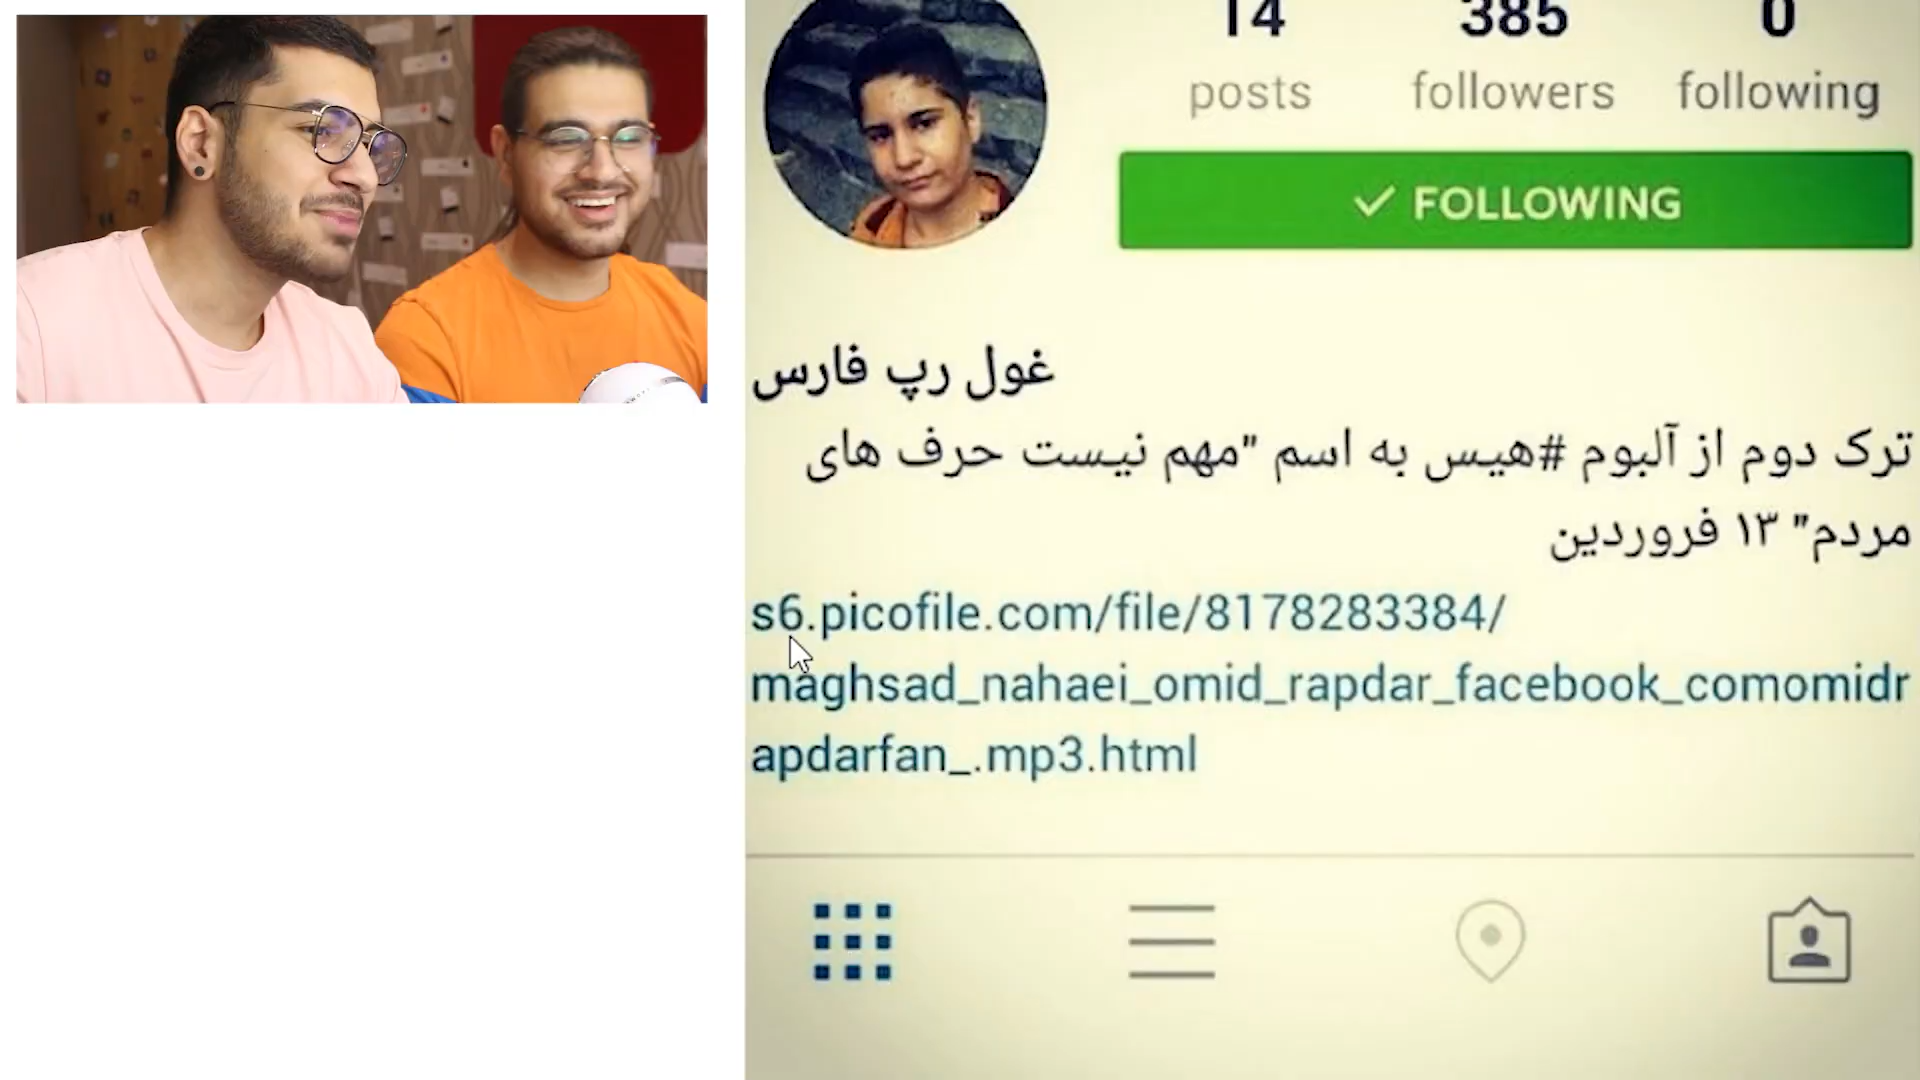 14 385 0
posts followers following
✓ FOLLOWING
غول رپ فارس
ترک دوم از آلبوم #هیس به اسم "مهم نیست حرف های
مردم" ۱۳ فروردین
s6.picofile.com/file/8178283384/
maghsad_nahaei_omid_rapdar_facebook_comomidr
apdarfan_.mp3.html